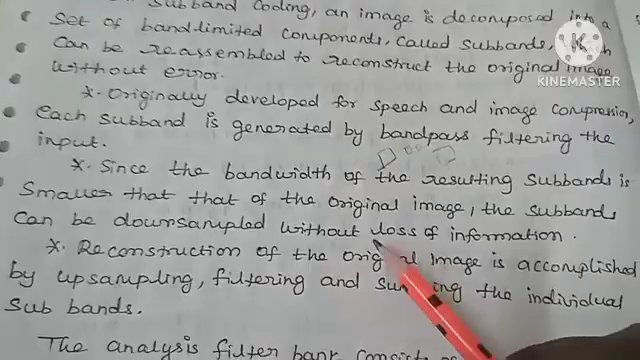 Subband Coding, an image is decomposed into a
Set of bandlimited components, called subbands,
Can be reassembled to reconstruct the original image
without error.
KINEMASTER
*. Originally developed for speech and image compression,
each subband is generated by bandpass filtering the
input.
*. Since the bandwidth of the resulting subbands is
smaller that that of the original image, the subbands
can be downsampled without loss of information.
*. Reconstruction of the original image is accomplished
by upsampling, filtering and the individual
Sub bands.
The analysis filter bank